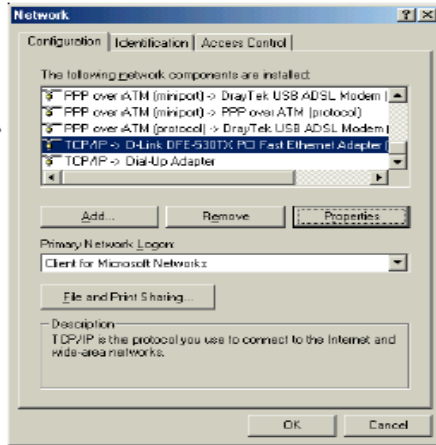 Network
Configuration Identification Access Control
The following network components are installed:
PPP over ATM (miniport) -> DrayTek USB ADSL Modem (
PPP over ATM (miniport) -> PPP over ATM (protocol)
PPP over ATM (protocol) -> DrayTek USB ADSL Modem (
TCP/IP -> D-Link DFE-530TX PCI Fast Ethernet Adapter (
TCP/IP -> Dial-Up Adapter
Add... Remove Properties
Primary Network Logon:
Client for Microsoft Networks
File and Print Sharing...
Description
TCP/IP is the protocol you use to connect to the Internet and
wide-area networks.
OK Cancel